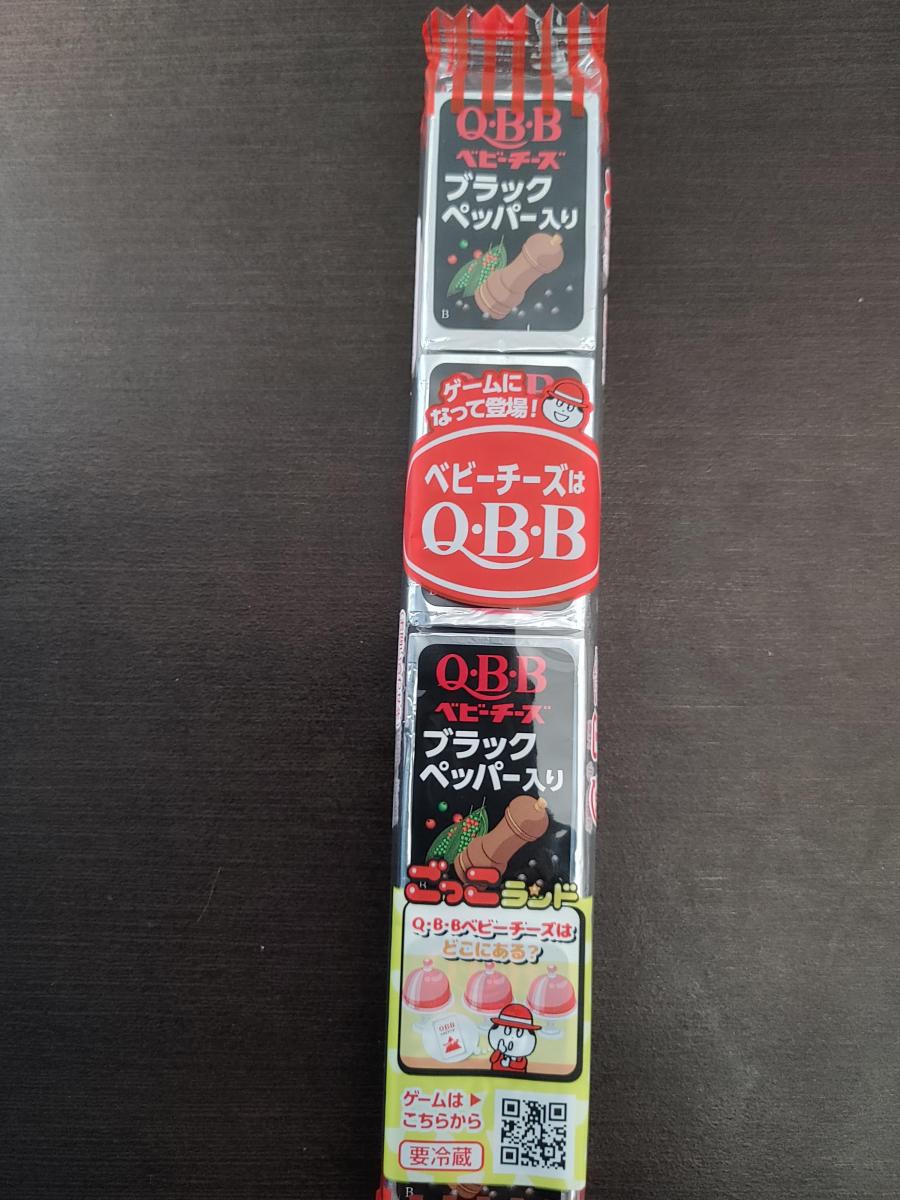 Q・B・B
ベビーチーズ
ブラック
ペッパー入り
B
ゲームに
なって登場!
ベビーチーズは
Q・B・B
Q・B・B
ベビーチーズ
ブラック
ペッパー入り
B
ごっこランド
Q・B・Bベビーチーズは
どこにある?
QBB
ゲームは▶
こちらから
要冷蔵
B